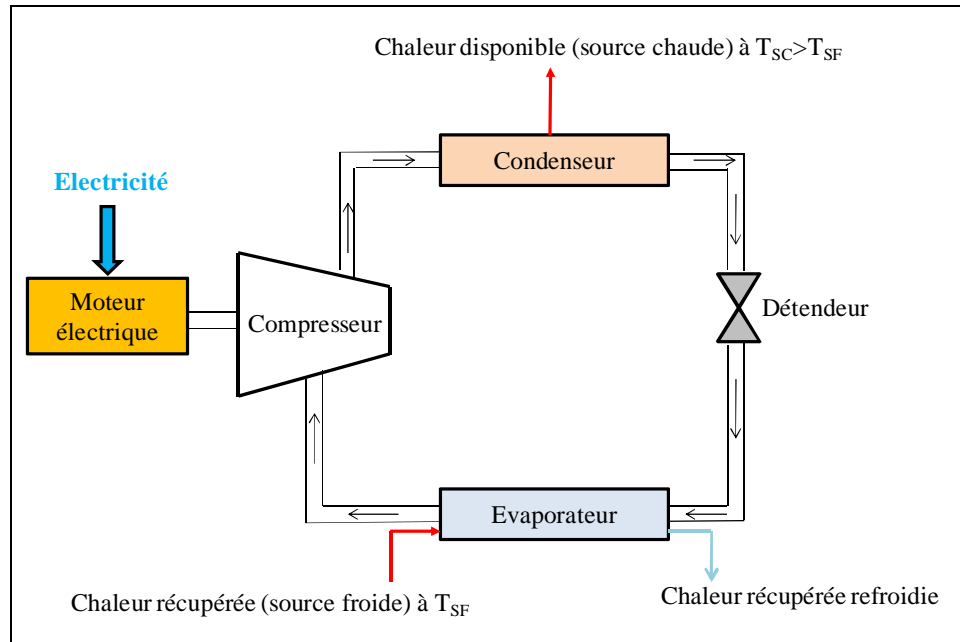 Chaleur disponible (source chaude) à T_SC>T_SF
Condenseur
Electricité
Moteur
électrique
Compresseur
Détendeur
Evaporateur
Chaleur récupérée (source froide) à T_SF
Chaleur récupérée refroidie